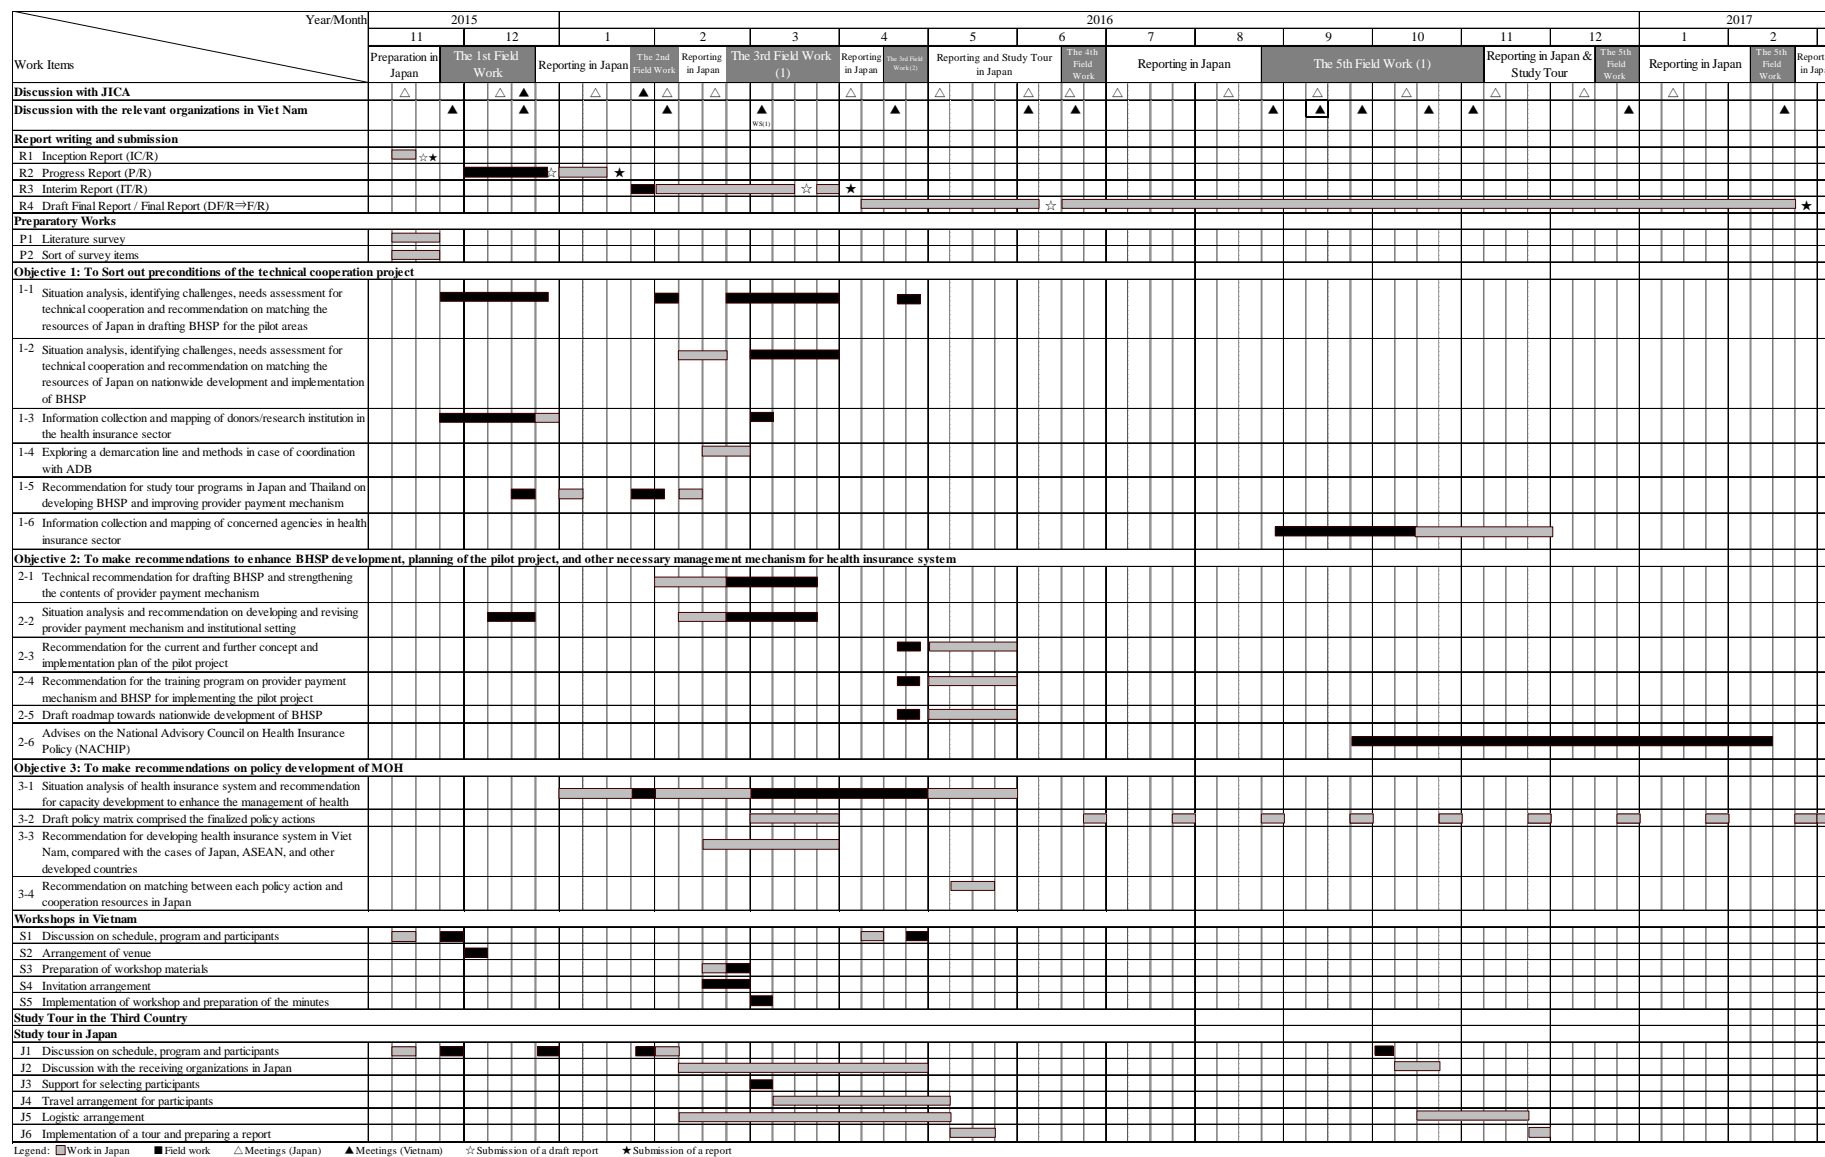 Year/Month
2015
2016
2017
11
12
1
2
3
4
5
6
7
8
9
10
11
12
1
2
Work Items
Preparation in
Japan
The 1st Field
Work
Reporting in Japan
The 2nd
Field Work
Reporting
in Japan
The 3rd Field Work
(1)
Reporting
in Japan
The 3rd Field
Work(2)
Reporting and Study Tour
in Japan
The 4th
Field
Work
Reporting in Japan
The 5th Field Work (1)
Reporting in Japan &
Study Tour
The 5th
Field
Work
Reporting in Japan
The 5th
Field
Work
Report
in Jap
Discussion with JICA
△ △ ▲ △ ▲ △ △ △ △ △ △ △ △ △ △ △ △ △
Discussion with the relevant organizations in Viet Nam
▲ ▲ ▲ ▲ ▲ ▲ ▲ ▲ ▲ ▲ ▲ ▲ ▲ ▲
WS(1)
Report writing and submission
R1 Inception Report (IC/R)
☆★
R2 Progress Report (P/R)
☆ ★
R3 Interim Report (IT/R)
☆ ★
R4 Draft Final Report / Final Report (DF/R⇒F/R)
☆ ★
Preparatory Works
P1 Literature survey
P2 Sort of survey items
Objective 1: To Sort out preconditions of the technical cooperation project
1-1 Situation analysis, identifying challenges, needs assessment for
technical cooperation and recommendation on matching the
resources of Japan in drafting BHSP for the pilot areas
1-2 Situation analysis, identifying challenges, needs assessment for
technical cooperation and recommendation on matching the
resources of Japan on nationwide development and implementation
of BHSP
1-3 Information collection and mapping of donors/research institution in
the health insurance sector
1-4 Exploring a demarcation line and methods in case of coordination
with ADB
1-5 Recommendation for study tour programs in Japan and Thailand on
developing BHSP and improving provider payment mechanism
1-6 Information collection and mapping of concerned agencies in health
insurance sector
Objective 2: To make recommendations to enhance BHSP development, planning of the pilot project, and other necessary management mechanism for health insurance system
2-1 Technical recommendation for drafting BHSP and strengthening
the contents of provider payment mechanism
2-2 Situation analysis and recommendation on developing and revising
provider payment mechanism and institutional setting
2-3 Recommendation for the current and further concept and
implementation plan of the pilot project
2-4 Recommendation for the training program on provider payment
mechanism and BHSP for implementing the pilot project
2-5 Draft roadmap towards nationwide development of BHSP
2-6 Advises on the National Advisory Council on Health Insurance
Policy (NACHIP)
Objective 3: To make recommendations on policy development of MOH
3-1 Situation analysis of health insurance system and recommendation
for capacity development to enhance the management of health
3-2 Draft policy matrix comprised the finalized policy actions
3-3 Recommendation for developing health insurance system in Viet
Nam, compared with the cases of Japan, ASEAN, and other
developed countries
3-4 Recommendation on matching between each policy action and
cooperation resources in Japan
Workshops in Vietnam
S1 Discussion on schedule, program and participants
S2 Arrangement of venue
S3 Preparation of workshop materials
S4 Invitation arrangement
S5 Implementation of workshop and preparation of the minutes
Study Tour in the Third Country
Study tour in Japan
J1 Discussion on schedule, program and participants
J2 Discussion with the receiving organizations in Japan
J3 Support for selecting participants
J4 Travel arrangement for participants
J5 Logistic arrangement
J6 Implementation of a tour and preparing a report
Legend: Work in Japan ■Field work △Meetings (Japan) ▲Meetings (Vietnam) ☆Submission of a draft report ★Submission of a report